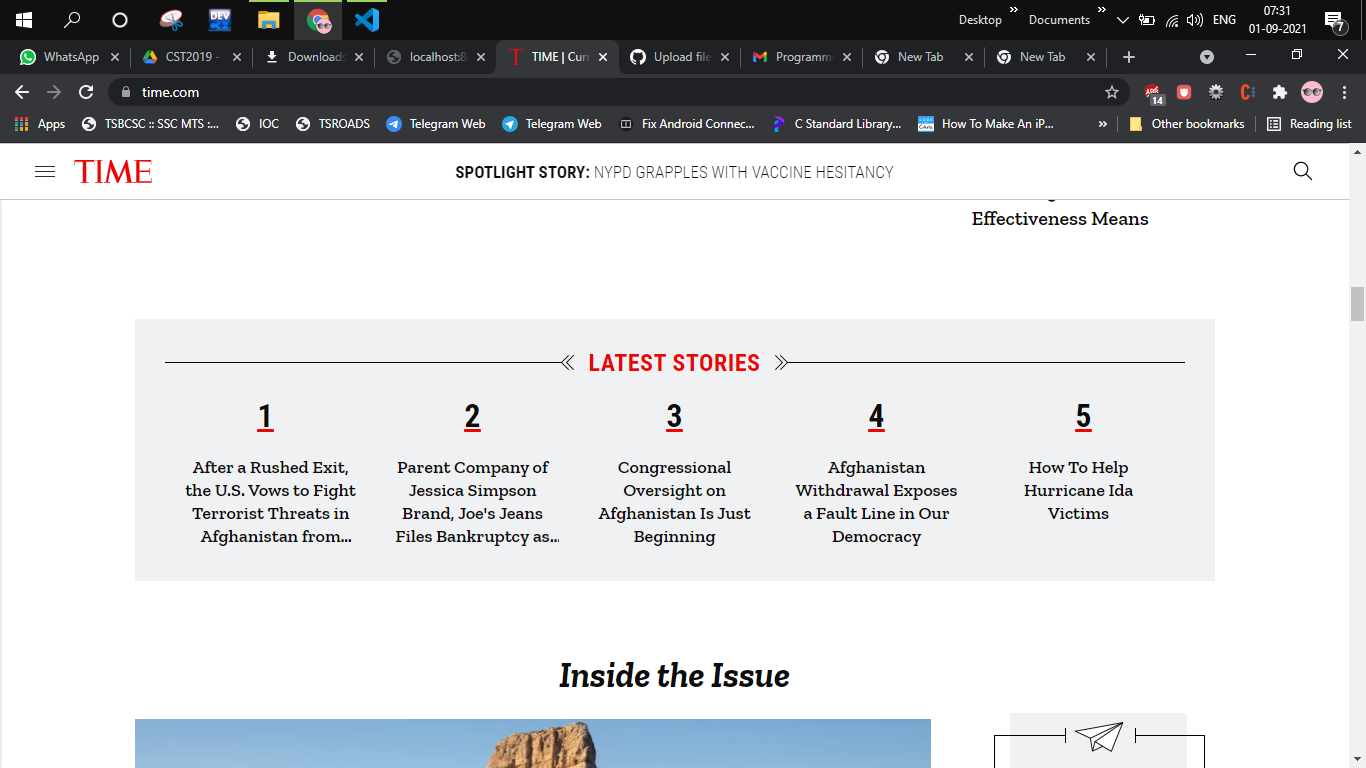 Desktop » Documents » ENG 07:31
01-09-2021 7
WhatsApp CST2019 - Downloads localhost:8 TIME | Curr Upload file Programm New Tab New Tab
time.com 14
Apps TSBCSC :: SSC MTS :... IOC TSROADS Telegram Web Telegram Web Fix Android Connec... C Standard Library... How To Make An iP... » Other bookmarks Reading list
TIME SPOTLIGHT STORY: NYPD GRAPPLES WITH VACCINE HESITANCY
Effectiveness Means
LATEST STORIES
1
After a Rushed Exit,
the U.S. Vows to Fight
Terrorist Threats in
Afghanistan from...
2
Parent Company of
Jessica Simpson
Brand, Joe's Jeans
Files Bankruptcy as...
3
Congressional
Oversight on
Afghanistan Is Just
Beginning
4
Afghanistan
Withdrawal Exposes
a Fault Line in Our
Democracy
5
How To Help
Hurricane Ida
Victims
Inside the Issue